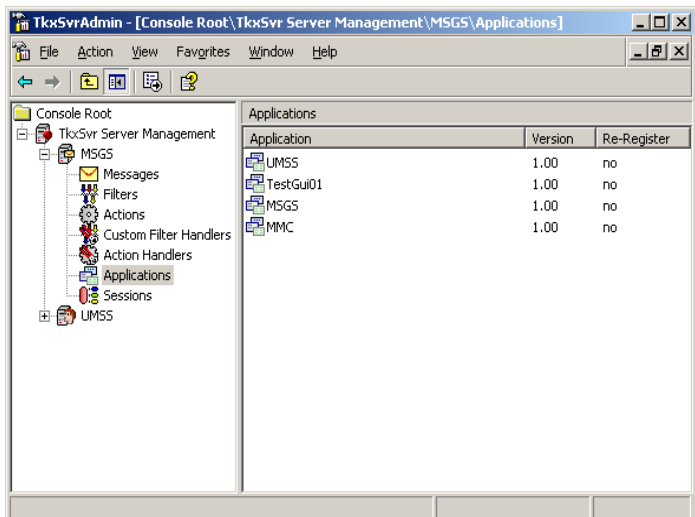 TkxSvrAdmin - [Console Root\TkxSvr Server Management\MSGS\Applications]
File Action View Favorites Window Help
Console Root
TkxSvr Server Management
MSGS
Messages
Filters
Actions
Custom Filter Handlers
Action Handlers
Applications
Sessions
UMSS
Applications
Application Version Re-Register
UMSS 1.00 no
TestGui01 1.00 no
MSGS 1.00 no
MMC 1.00 no